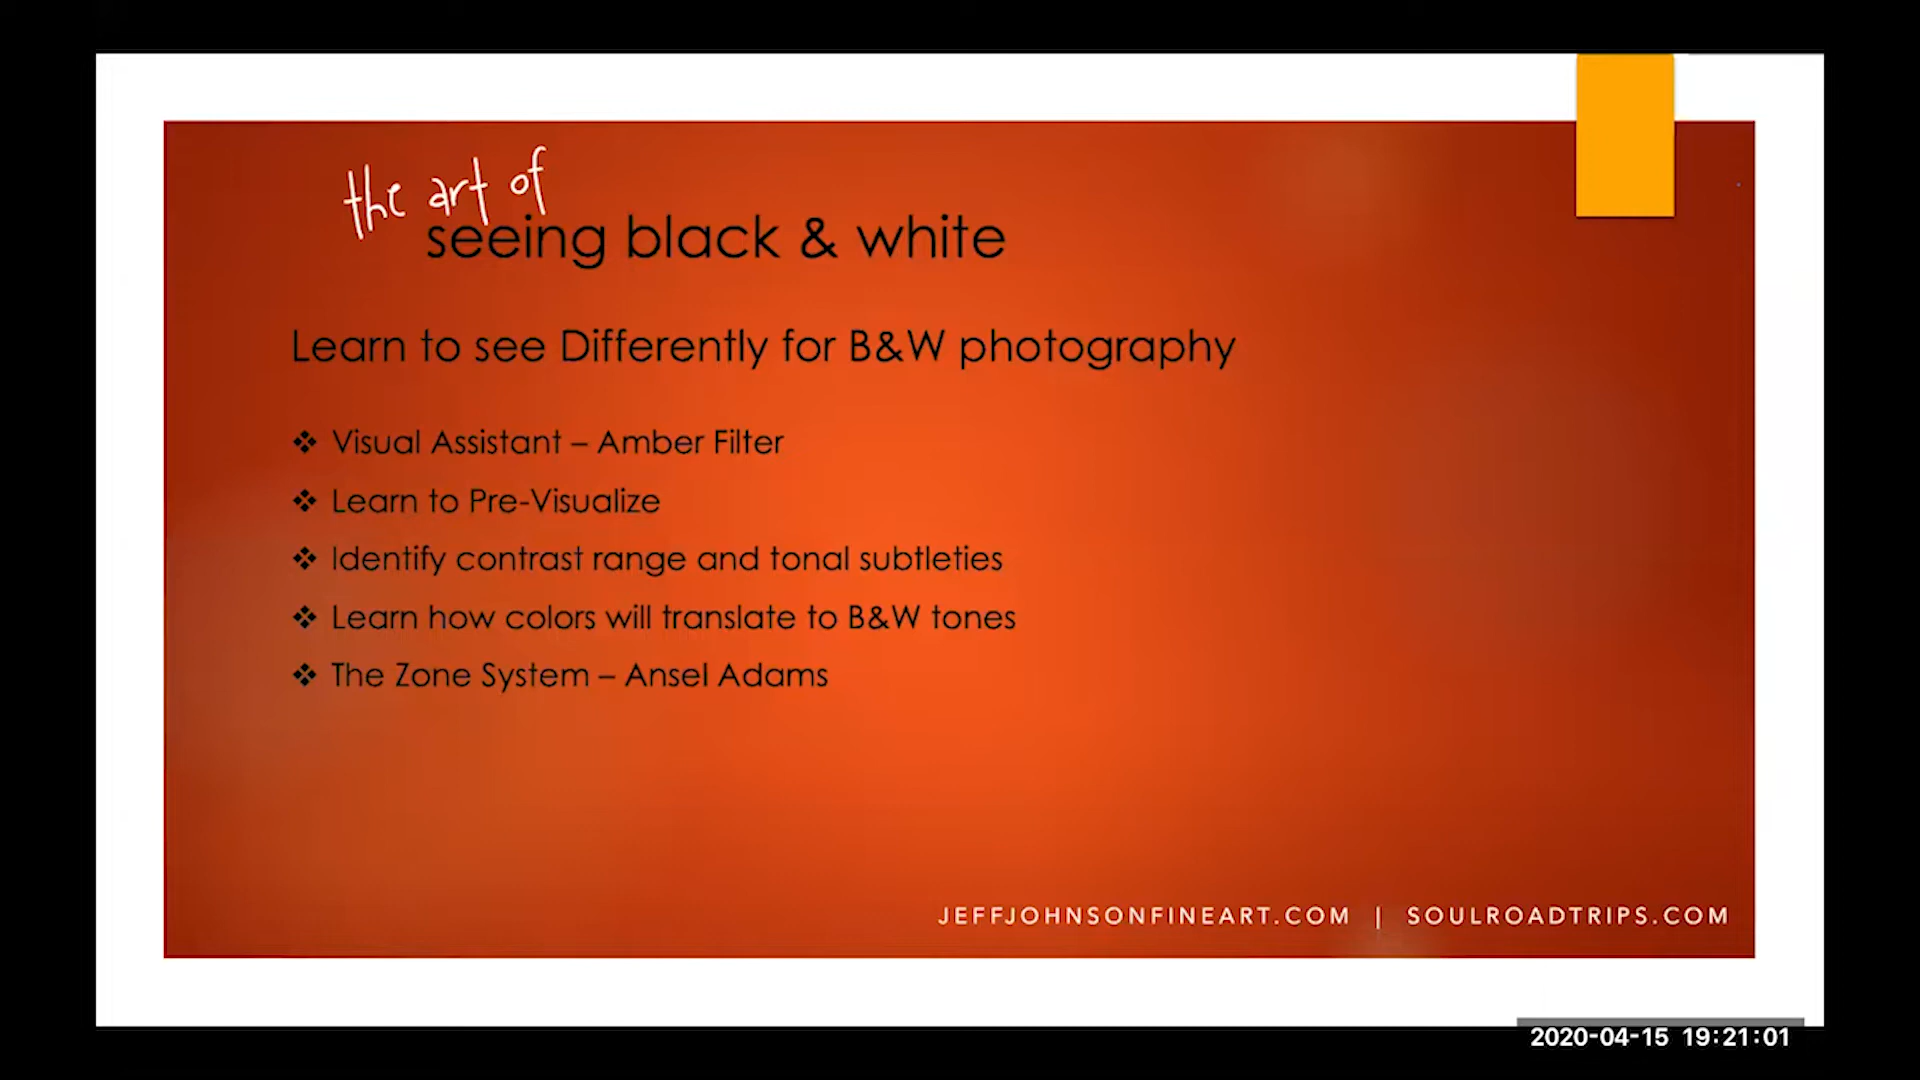 the art of
seeing black & white
Learn to see Differently for B&W photography
❖ Visual Assistant – Amber Filter
❖ Learn to Pre-Visualize
❖ Identify contrast range and tonal subtleties
❖ Learn how colors will translate to B&W tones
❖ The Zone System – Ansel Adams
JEFFJOHNSONFINEART.COM | SOULROADTRIPS.COM
2020-04-15 19:21:01